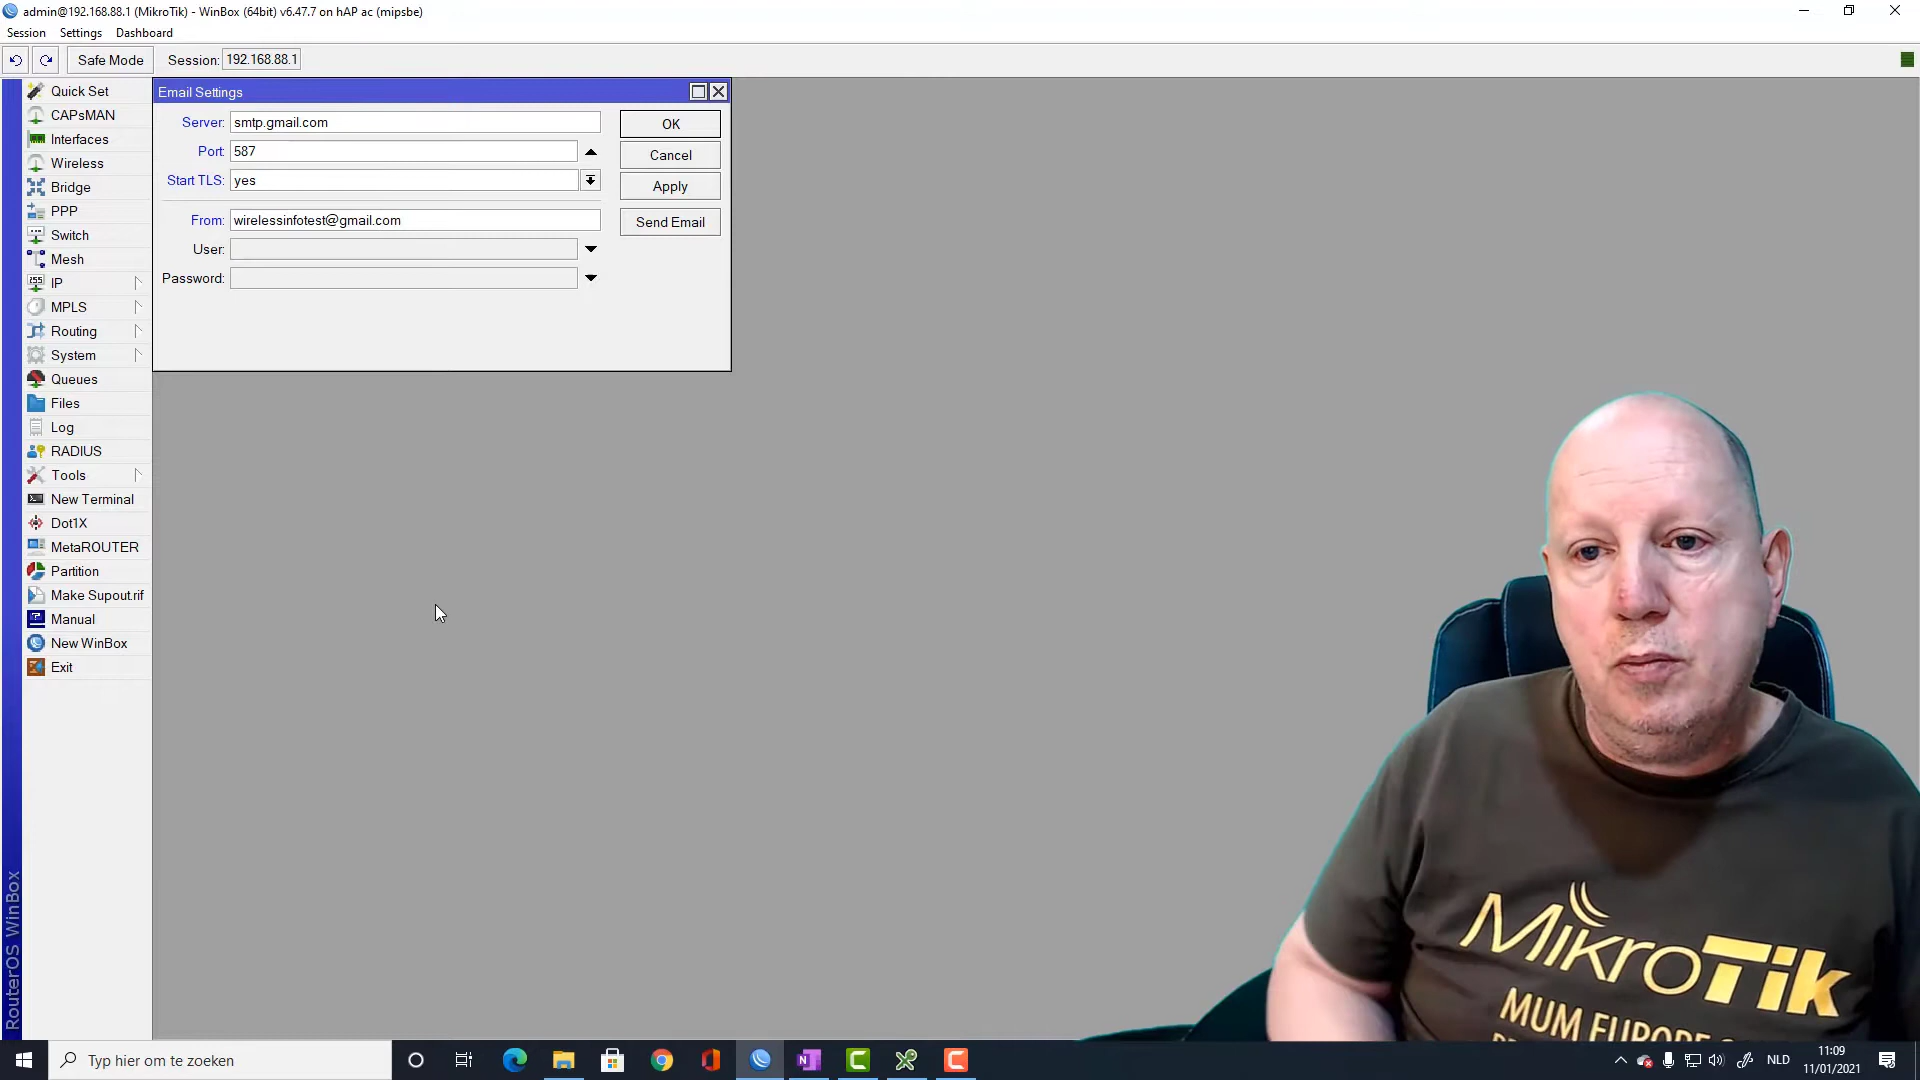 admin@192.168.88.1 (MikroTik) - WinBox (64bit) v6.47.7 on hAP ac (mipsbe)
Session Settings Dashboard
Safe Mode Session: 192.168.88.1
Quick Set
CAPsMAN
Interfaces
Wireless
Bridge
PPP
Switch
Mesh
IP
MPLS
Routing
System
Queues
Files
Log
RADIUS
Tools
New Terminal
Dot1X
MetaROUTER
Partition
Make Supout.rif
Manual
New WinBox
Exit
RouterOS WinBox
Email Settings
Server: smtp.gmail.com
Port: 587
Start TLS: yes
From: wirelessinfotest@gmail.com
User:
Password:
OK
Cancel
Apply
Send Email
MikroTik
MUM EUROPE
Typ hier om te zoeken
NLD
11:09
11/01/2021